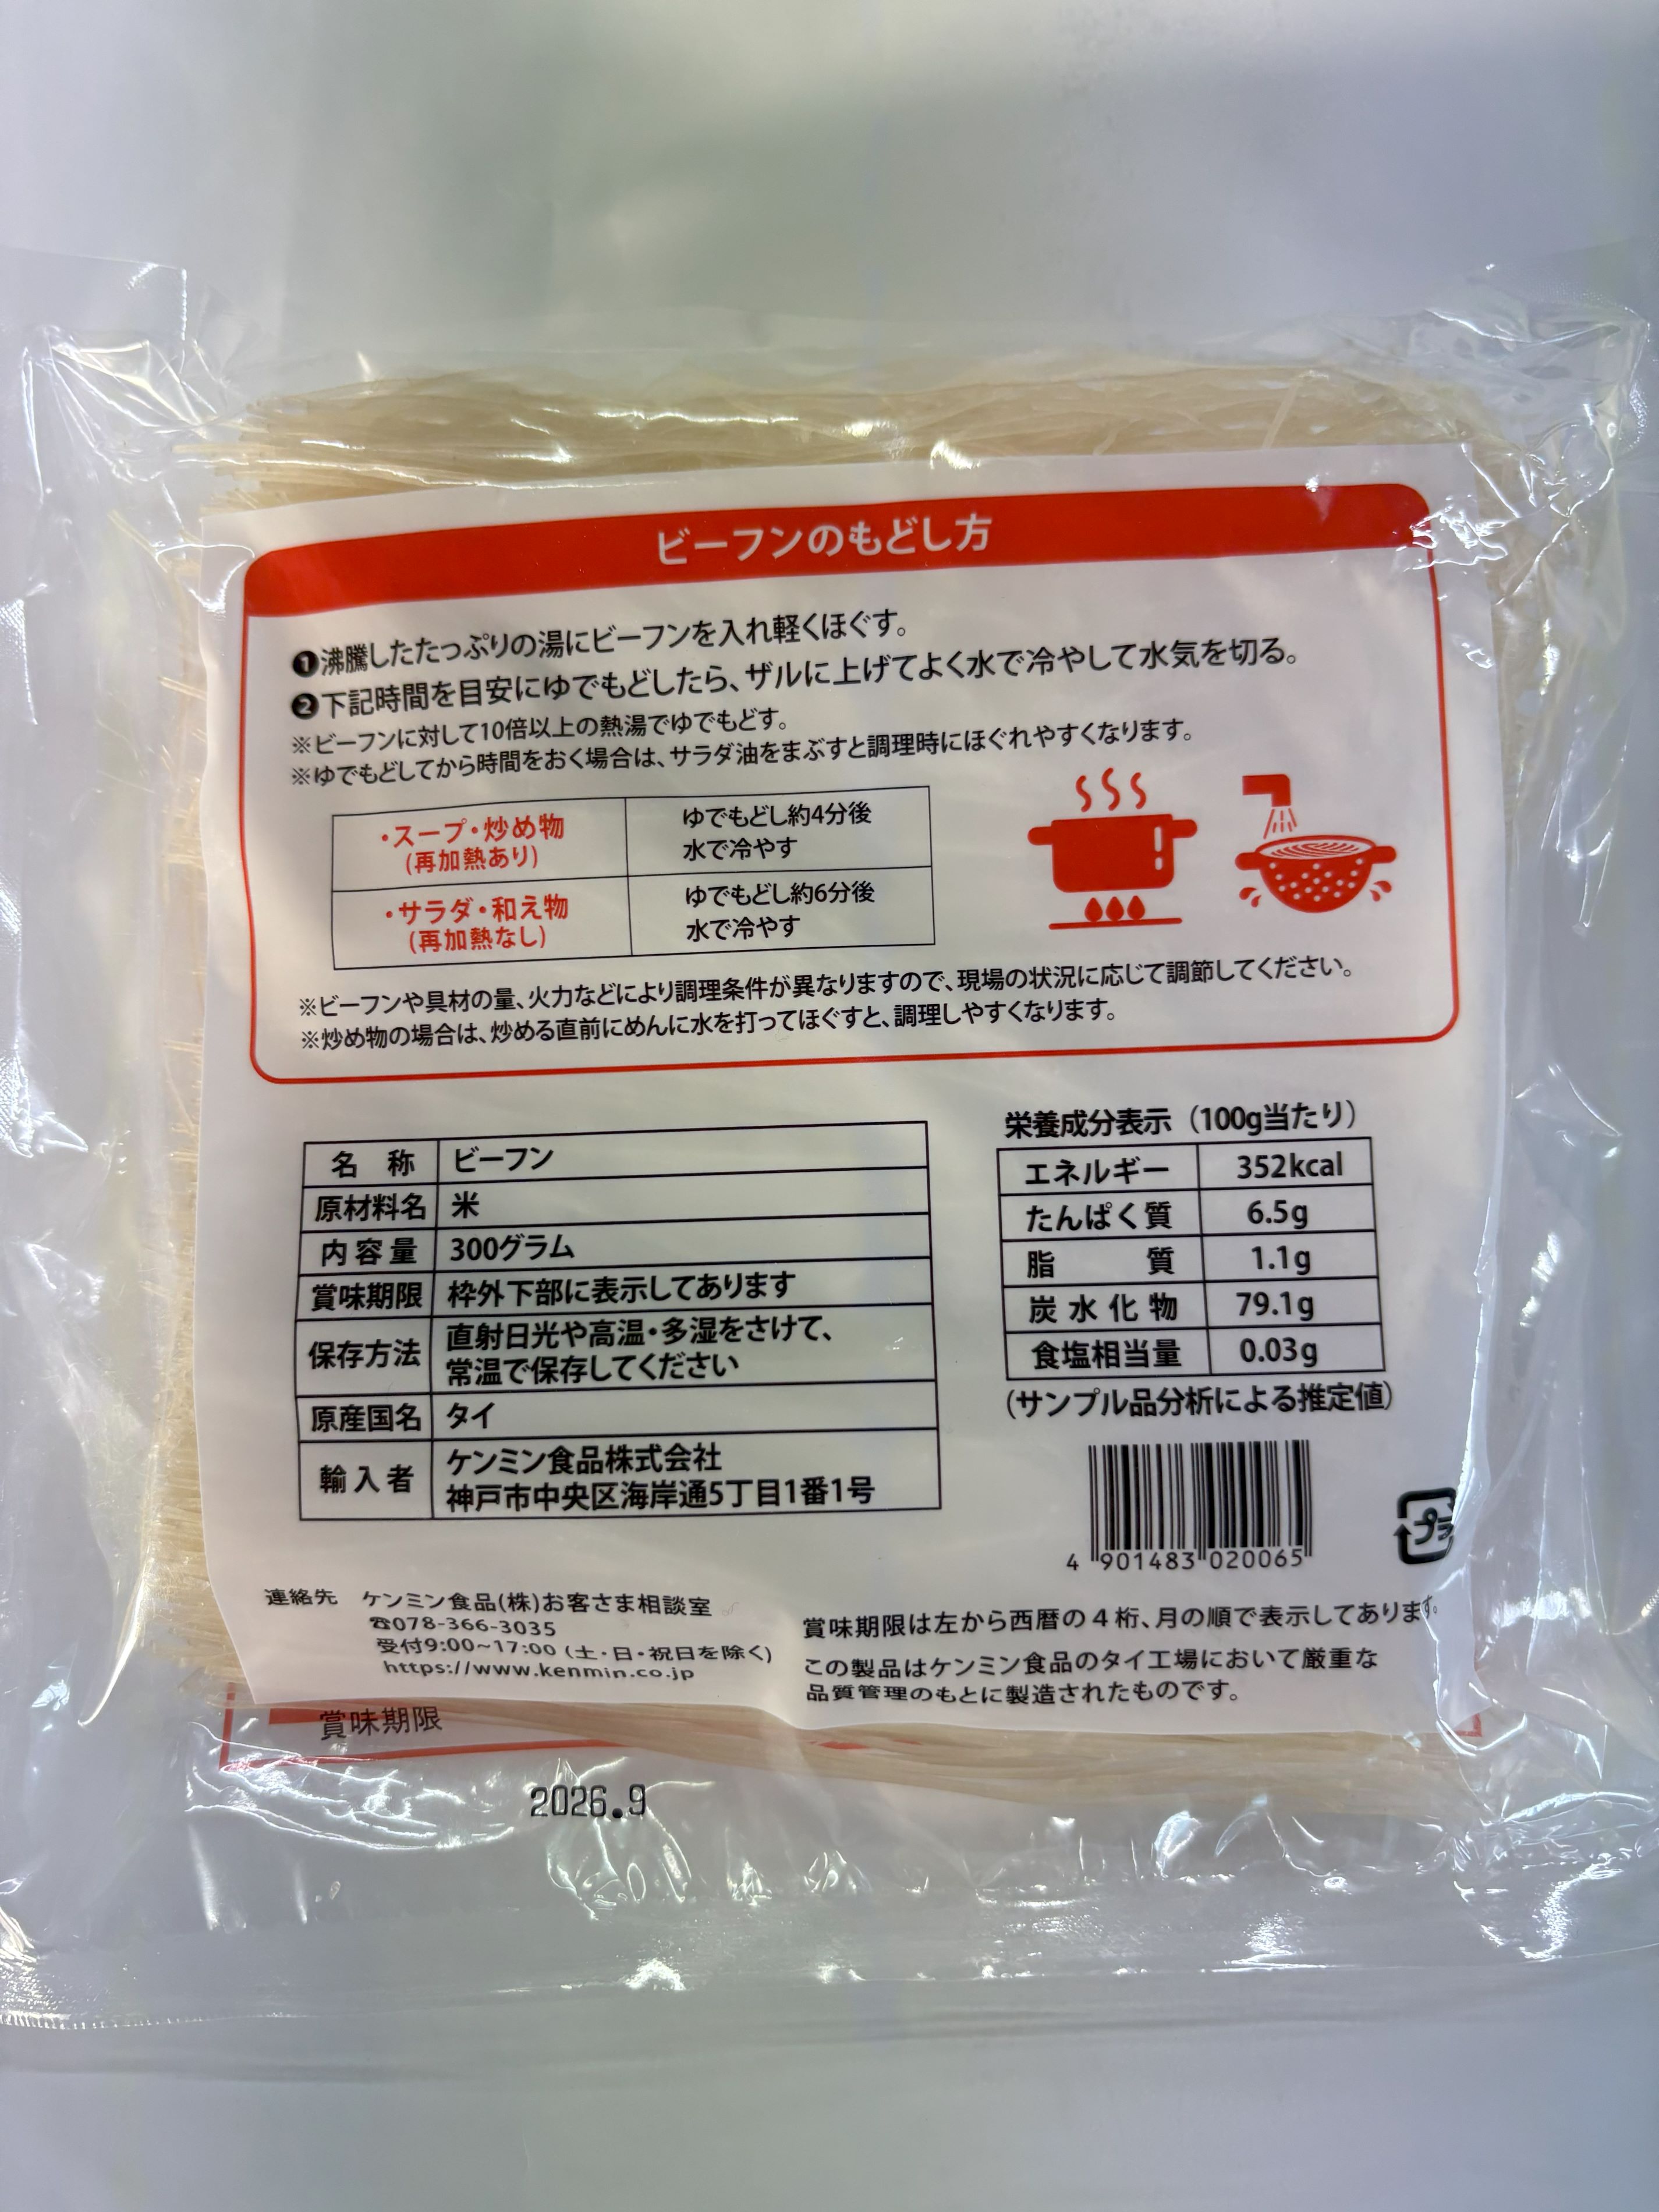 ビーフンのもどし方
❶沸騰したたっぷりの湯にビーフンを入れ軽くほぐす。
❷下記時間を目安にゆでもどしたら、ザルに上げてよく水で冷やして水気を切る。
※ビーフンに対して10倍以上の熱湯でゆでもどす。
※ゆでもどしてから時間をおく場合は、サラダ油をまぶすと調理時にほぐれやすくなります。
・スープ・炒め物
(再加熱あり)
ゆでもどし約4分後
水で冷やす
・サラダ・和え物
(再加熱なし)
ゆでもどし約6分後
水で冷やす
※ビーフンや具材の量、火力などにより調理条件が異なりますので、現場の状況に応じて調節してください。
※炒め物の場合は、炒める直前にめんに水を打ってほぐすと、調理しやすくなります。
名 称 ビーフン
原材料名 米
内容量 300グラム
賞味期限 枠外下部に表示してあります
保存方法 直射日光や高温・多湿をさけて、
常温で保存してください
原産国名 タイ
輸入者 ケンミン食品株式会社
神戸市中央区海岸通5丁目1番1号
栄養成分表示(100g当たり)
エネルギー 352kcal
たんぱく質 6.5g
脂 質 1.1g
炭水化物 79.1g
食塩相当量 0.03g
(サンプル品分析による推定値)
4 901483 020065
プラ
連絡先 ケンミン食品(株)お客さま相談室
☎078-366-3035
受付9:00~17:00 (土・日・祝日を除く)
https://www.kenmin.co.jp
賞味期限は左から西暦の4桁、月の順で表示してあります。
この製品はケンミン食品のタイ工場において厳重な
品質管理のもとに製造されたものです。
賞味期限
2026.9